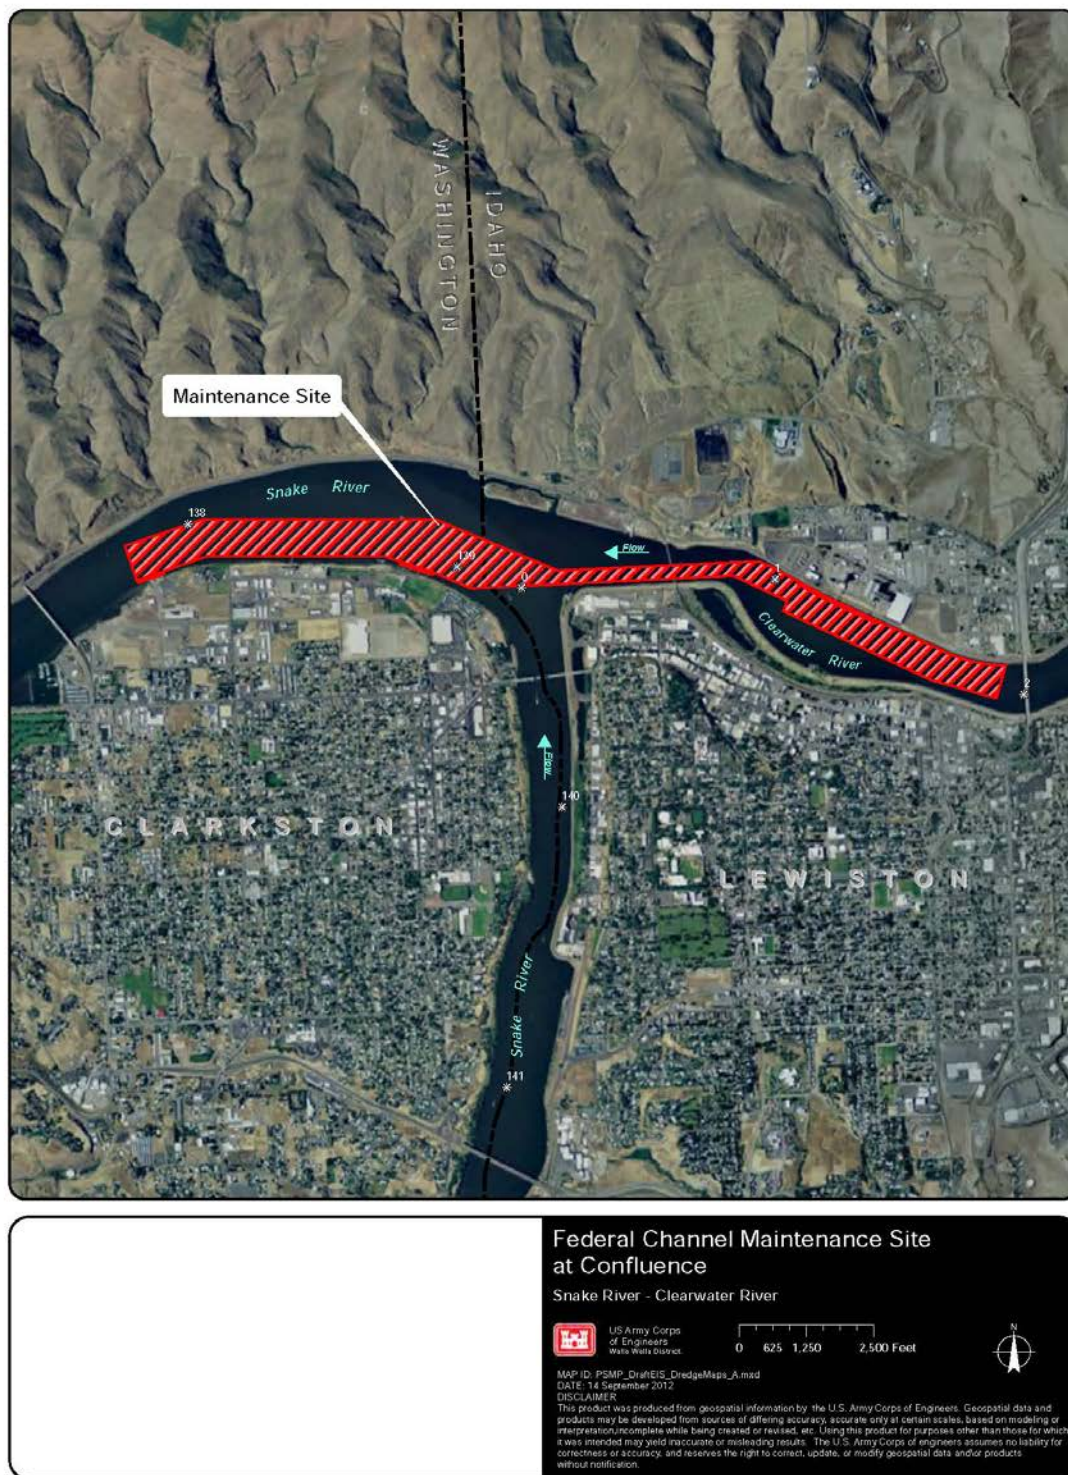 WASHINGTON
IDAHO
Maintenance Site
Snake River
138
139
0
Flow
1
Clearwater River
2
Flow
140
CLARKSTON
LEWISTON
Snake River
141
Federal Channel Maintenance Site
at Confluence
Snake River - Clearwater River
US Army Corps
of Engineers
Walla Walla District
0 625 1,250 2,500 Feet
N
MAP ID: PSMP_DraftEIS_DredgeMaps_A.mxd
DATE: 14 September 2012
DISCLAIMER
This product was produced from geospatial information by the U.S. Army Corps of Engineers. Geospatial data and
products may be developed from sources of differing accuracy, accurate only at certain scales, based on modeling or
interpretation,incomplete while being created or revised, etc. Using this product for purposes other than those for which
it was intended may yield inaccurate or misleading results. The U.S. Army Corps of engineers assumes no liability for
correctness or accuracy, and reserves the right to correct, update, or modify geospatial data and/or products
without notification.